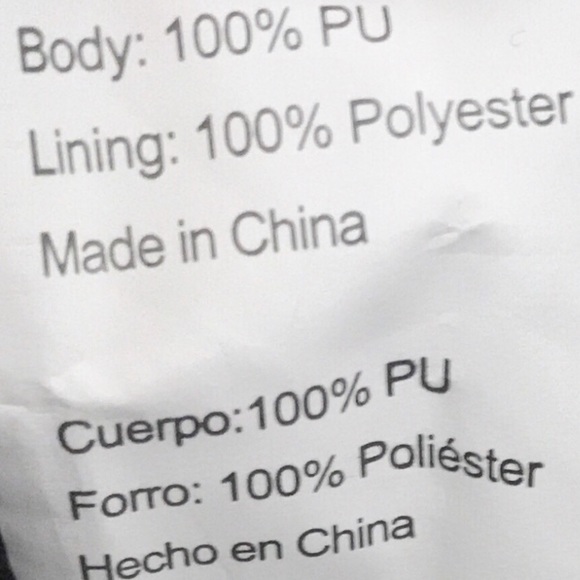 Body: 100% PU
Lining: 100% Polyester
Made in China
Cuerpo:100% PU
Forro: 100% Poliéster
Hecho en China